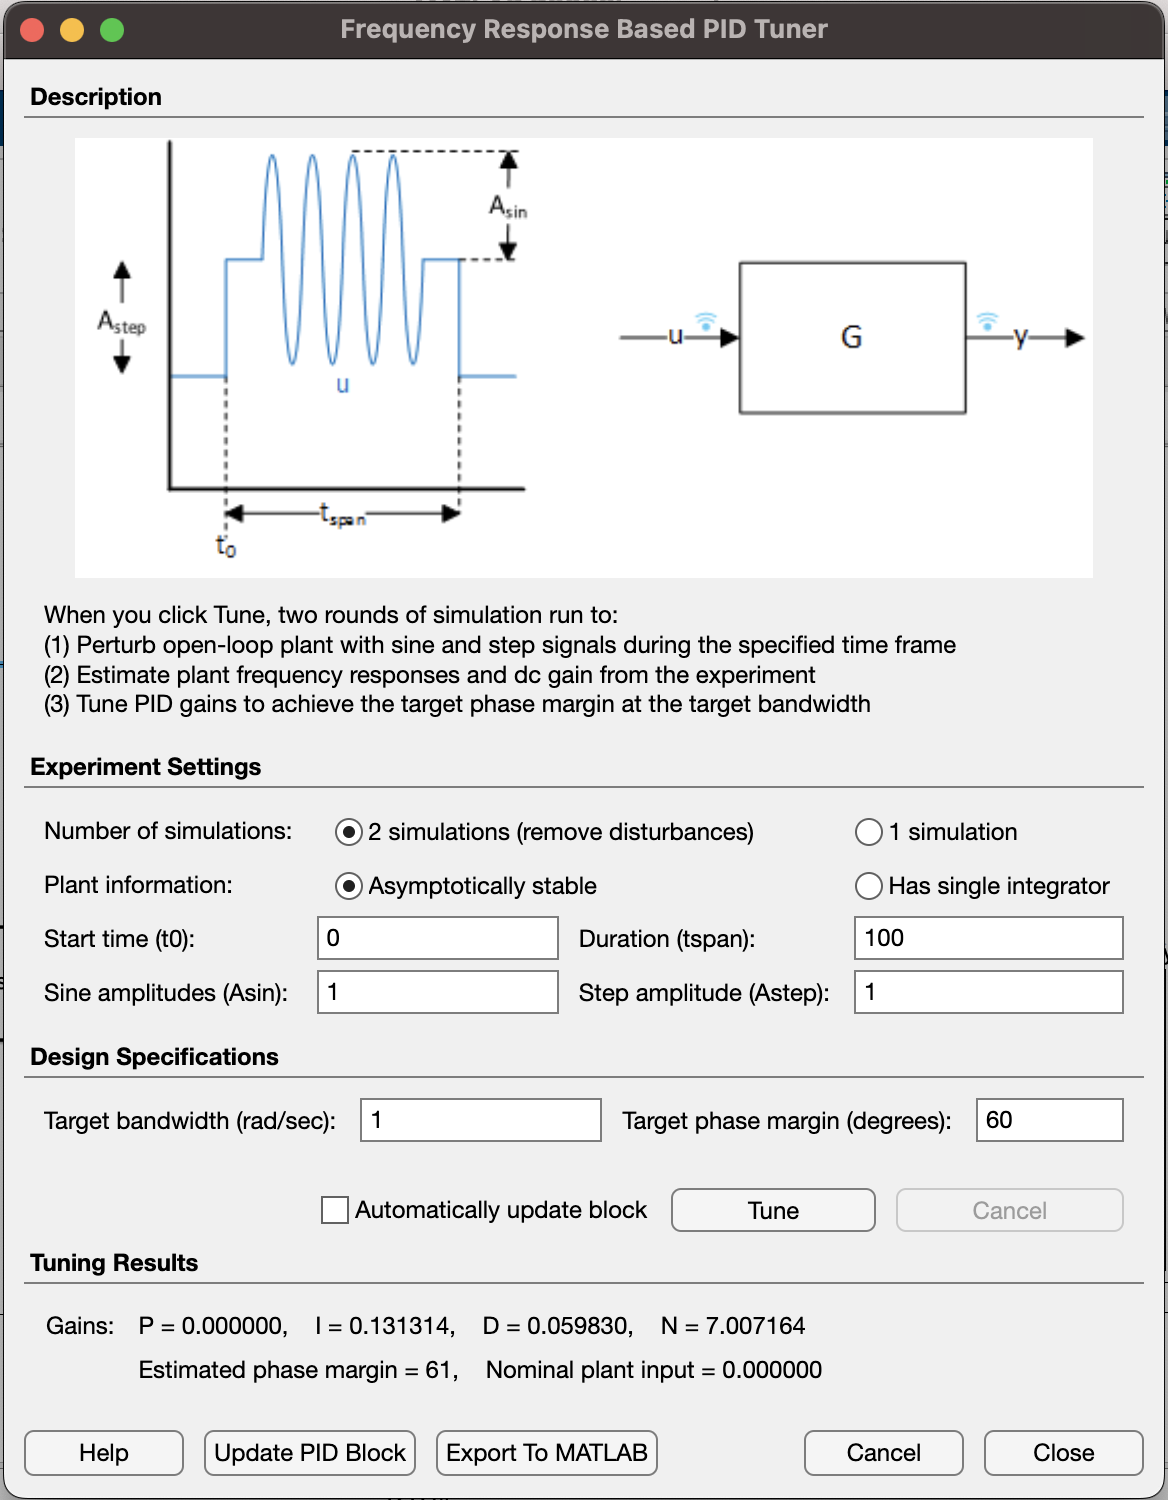 Frequency Response Based PID Tuner
Description
Asin
Astep
u
tspan
t0
u
G
y
When you click Tune, two rounds of simulation run to:
(1) Perturb open-loop plant with sine and step signals during the specified time frame
(2) Estimate plant frequency responses and dc gain from the experiment
(3) Tune PID gains to achieve the target phase margin at the target bandwidth
Experiment Settings
Number of simulations: 2 simulations (remove disturbances) 1 simulation
Plant information: Asymptotically stable Has single integrator
Start time (t0): 0 Duration (tspan): 100
Sine amplitudes (Asin): 1 Step amplitude (Astep): 1
Design Specifications
Target bandwidth (rad/sec): 1 Target phase margin (degrees): 60
Automatically update block Tune Cancel
Tuning Results
Gains: P = 0.000000, I = 0.131314, D = 0.059830, N = 7.007164
Estimated phase margin = 61, Nominal plant input = 0.000000
Help Update PID Block Export To MATLAB Cancel Close